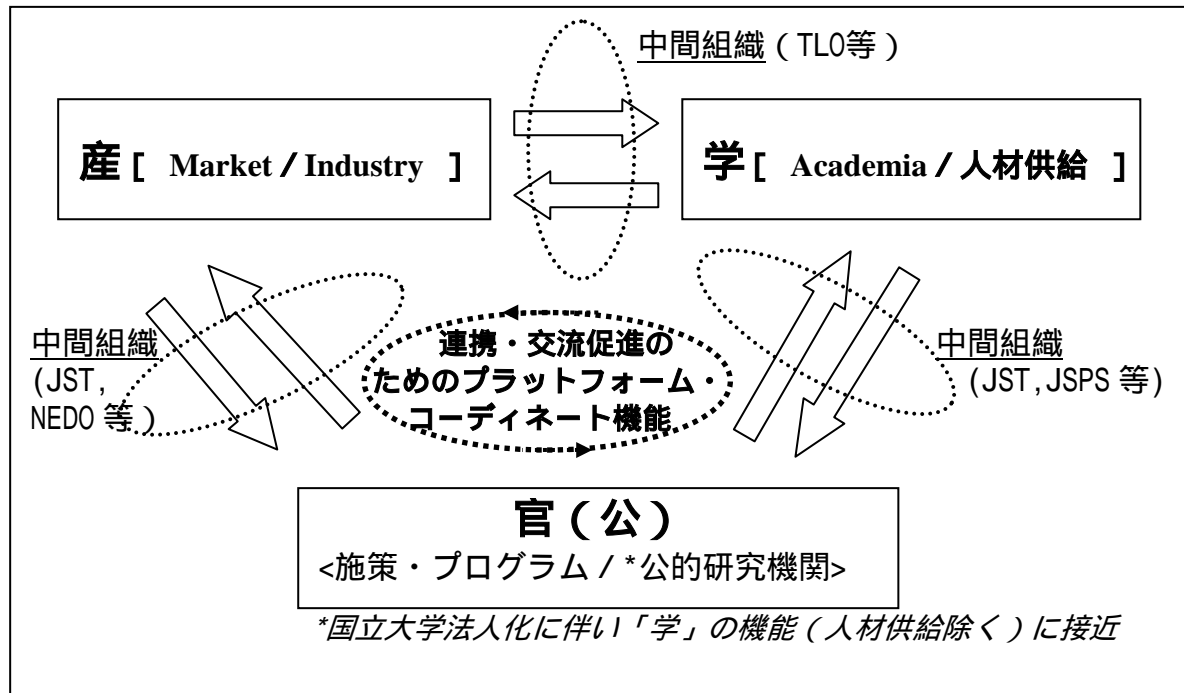 中間組織（TLO等）
産［ Market／Industry ］
学［ Academia／人材供給 ］
中間組織
(JST,
NEDO 等）
連携・交流促進の
ためのプラットフォーム・
コーディネート機能
中間組織
(JST,JSPS 等)
官（公）
<施策・プログラム / *公的研究機関>
*国立大学法人化に伴い「学」の機能（人材供給除く）に接近